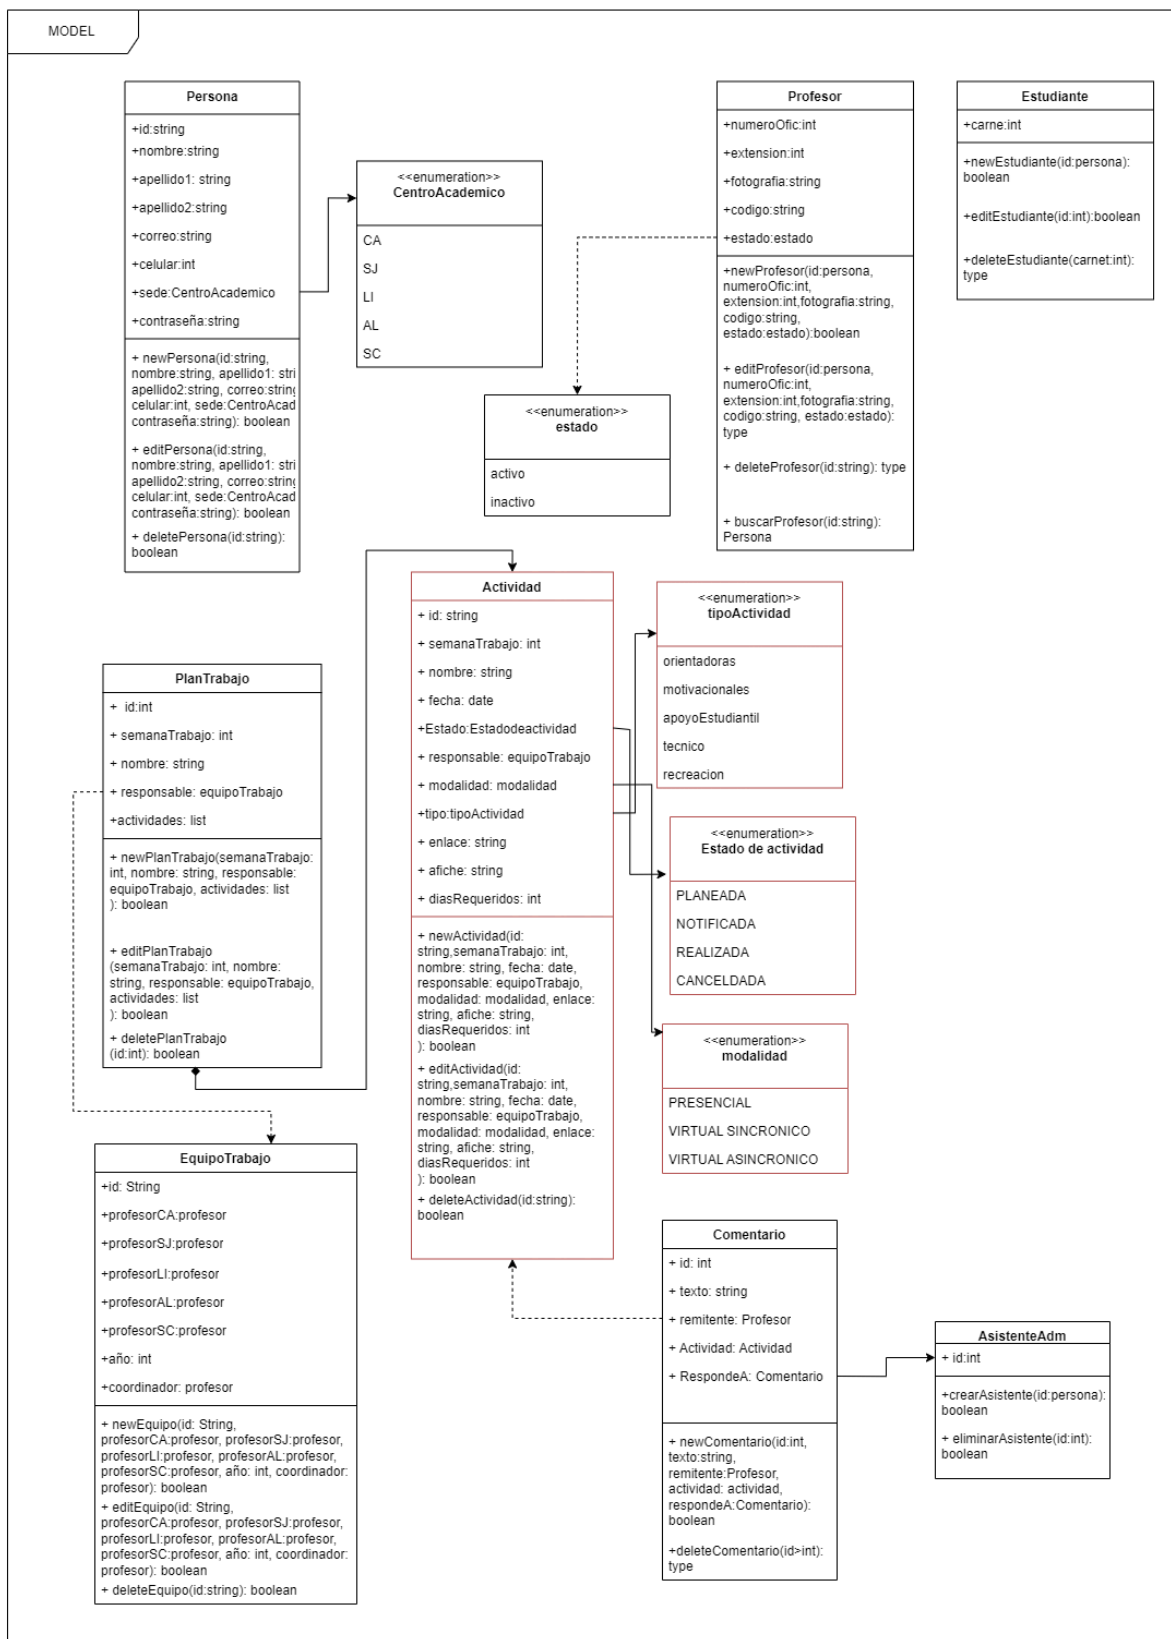 MODEL
Persona
+id:string
+nombre:string
+apellido1: string
+apellido2:string
+correo:string
+celular:int
+sede:CentroAcademico
+contraseña:string
+ newPersona(id:string,
nombre:string, apellido1: stri
apellido2:string, correo:string
celular:int, sede:CentroAcad
contraseña:string): boolean
+ editPersona(id:string,
nombre:string, apellido1: stri
apellido2:string, correo:string
celular:int, sede:CentroAcad
contraseña:string): boolean
+ deletePersona(id:string):
boolean
<<enumeration>>
CentroAcademico
CA
SJ
LI
AL
SC
Profesor
+numeroOfic:int
+extension:int
+fotografia:string
+codigo:string
+estado:estado
+newProfesor(id:persona,
numeroOfic:int,
extension:int,fotografia:string,
codigo:string,
estado:estado):boolean
+ editProfesor(id:persona,
numeroOfic:int,
extension:int,fotografia:string,
codigo:string, estado:estado):
type
+ deleteProfesor(id:string): type
+ buscarProfesor(id:string):
Persona
Estudiante
+carne:int
+newEstudiante(id:persona):
boolean
+editEstudiante(id:int):boolean
+deleteEstudiante(carnet:int):
type
<<enumeration>>
estado
activo
inactivo
Actividad
+ id: string
+ semanaTrabajo: int
+ nombre: string
+ fecha: date
+Estado:Estadodeactividad
+ responsable: equipoTrabajo
+ modalidad: modalidad
+tipo:tipoActividad
+ enlace: string
+ afiche: string
+ diasRequeridos: int
+ newActividad(id:
string,semanaTrabajo: int,
nombre: string, fecha: date,
responsable: equipoTrabajo,
modalidad: modalidad, enlace:
string, afiche: string,
diasRequeridos: int
): boolean
+ editActividad(id:
string,semanaTrabajo: int,
nombre: string, fecha: date,
responsable: equipoTrabajo,
modalidad: modalidad, enlace:
string, afiche: string,
diasRequeridos: int
): boolean
+ deleteActividad(id:string):
boolean
<<enumeration>>
tipoActividad
orientadoras
motivacionales
apoyoEstudiantil
tecnico
recreacion
<<enumeration>>
Estado de actividad
PLANEADA
NOTIFICADA
REALIZADA
CANCELDADA
<<enumeration>>
modalidad
PRESENCIAL
VIRTUAL SINCRONICO
VIRTUAL ASINCRONICO
PlanTrabajo
+ id:int
+ semanaTrabajo: int
+ nombre: string
+ responsable: equipoTrabajo
+actividades: list
+ newPlanTrabajo(semanaTrabajo:
int, nombre: string, responsable:
equipoTrabajo, actividades: list
): boolean
+ editPlanTrabajo
(semanaTrabajo: int, nombre:
string, responsable: equipoTrabajo,
actividades: list
): boolean
+ deletePlanTrabajo
(id:int): boolean
EquipoTrabajo
+id: String
+profesorCA:profesor
+profesorSJ:profesor
+profesorLI:profesor
+profesorAL:profesor
+profesorSC:profesor
+año: int
+coordinador: profesor
+ newEquipo(id: String,
profesorCA:profesor, profesorSJ:profesor,
profesorLI:profesor, profesorAL:profesor,
profesorSC:profesor, año: int, coordinador:
profesor): boolean
+ editEquipo(id: String,
profesorCA:profesor, profesorSJ:profesor,
profesorLI:profesor, profesorAL:profesor,
profesorSC:profesor, año: int, coordinador:
profesor): boolean
+ deleteEquipo(id:string): boolean
Comentario
+ id: int
+ texto: string
+ remitente: Profesor
+ Actividad: Actividad
+ RespondeA: Comentario
+ newComentario(id:int,
texto:string,
remitente:Profesor,
actividad: actividad,
respondeA:Comentario):
boolean
+deleteComentario(id>int):
type
AsistenteAdm
+ id:int
+crearAsistente(id:persona):
boolean
+ eliminarAsistente(id:int):
boolean